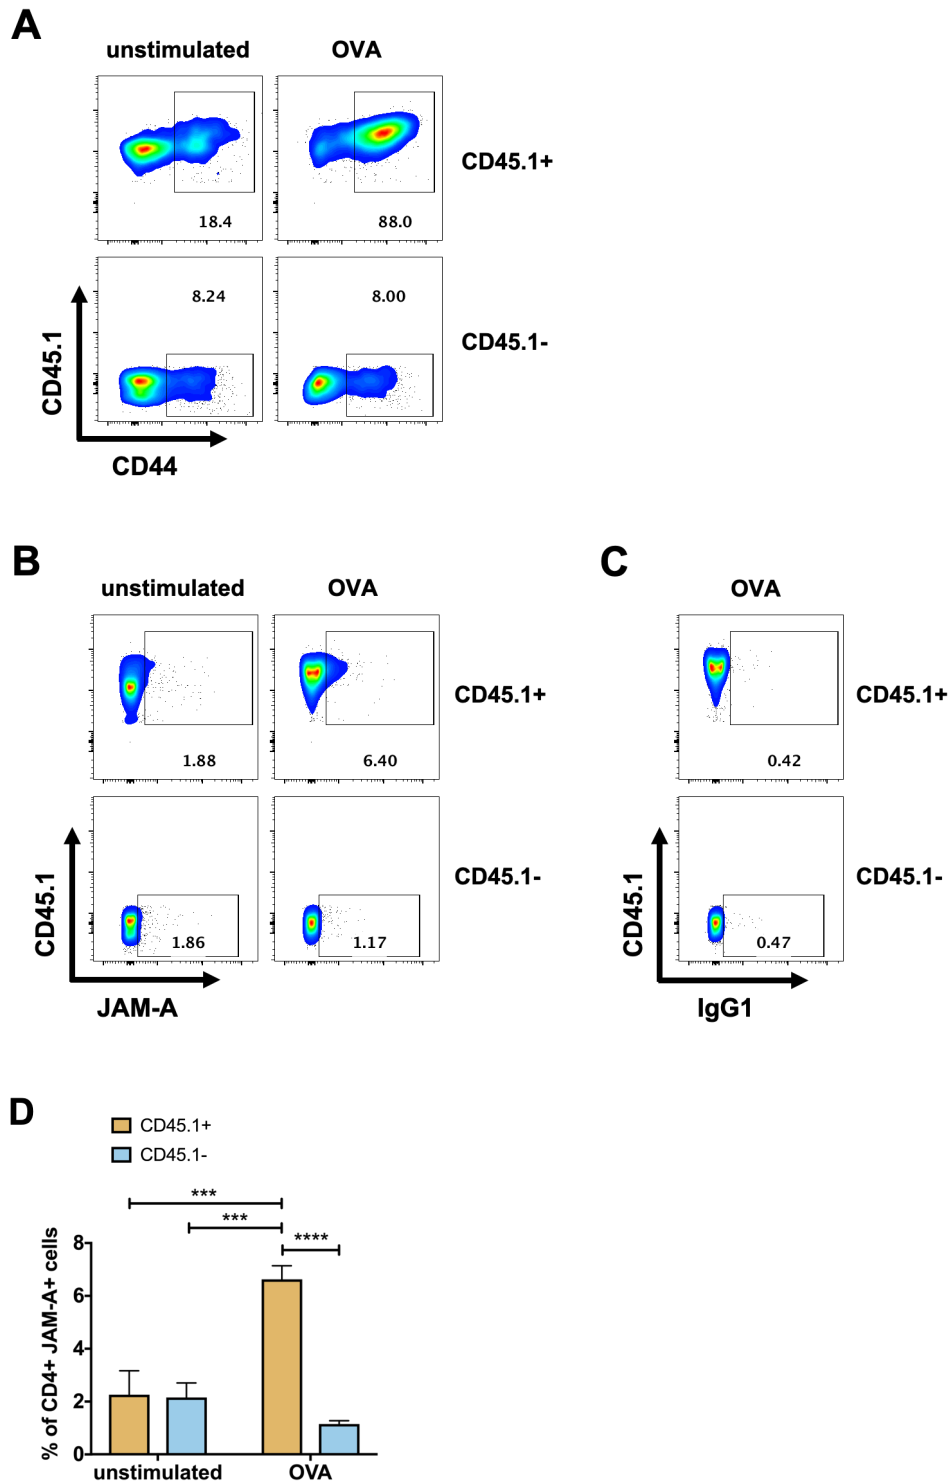 A
unstimulated OVA
CD45.1+
18.4 88.0
8.24 8.00
CD45.1-
CD45.1
CD44
B
unstimulated OVA
CD45.1+
1.88 6.40
CD45.1-
CD45.1
1.86 1.17
JAM-A
C
OVA
CD45.1+
0.42
CD45.1-
CD45.1
0.47
IgG1
D
CD45.1+
CD45.1-
***
***
****
% of CD4+ JAM-A+ cells
8
6
4
2
0
unstimulated OVA